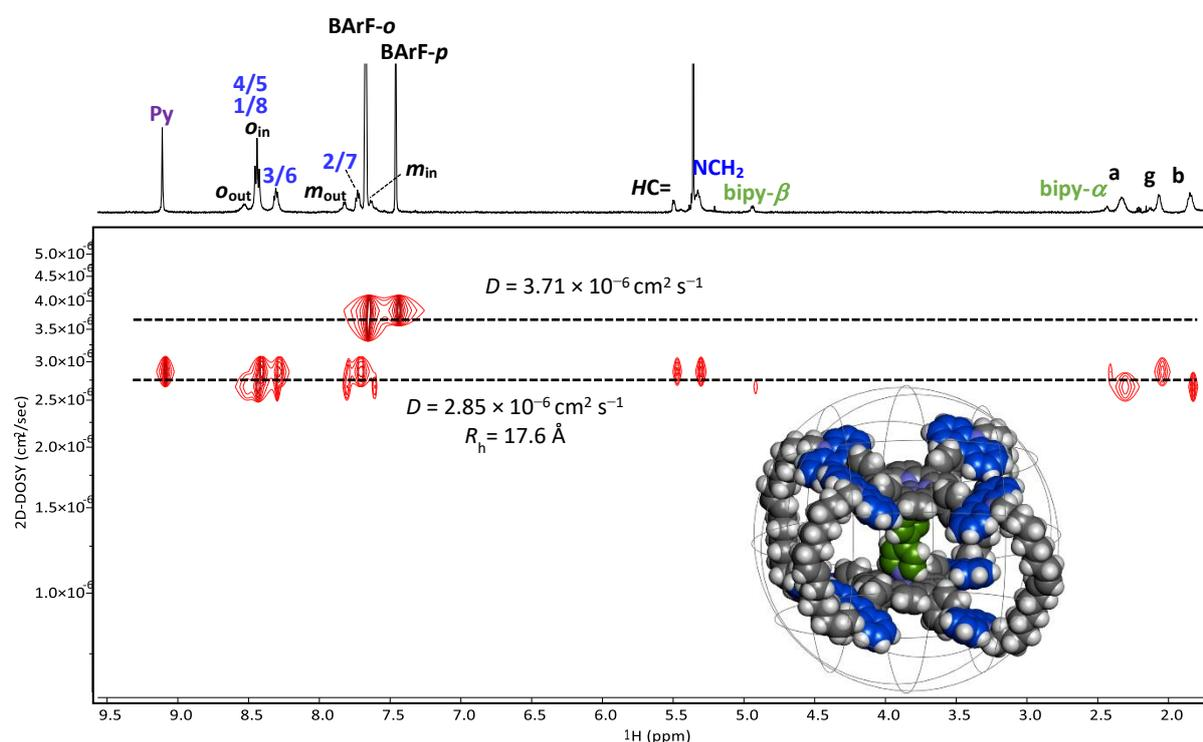 BArF-o
BArF-p
4/5
1/8
Py
o_in
3/6
2/7
m_in
o_out
m_out
HC=
NCH₂
bipy-β
bipy-α
a
g
b
5.0×10⁻⁶
4.5×10⁻⁶
4.0×10⁻⁶
3.5×10⁻⁶
3.0×10⁻⁶
2.5×10⁻⁶
2.0×10⁻⁶
1.5×10⁻⁶
1.0×10⁻⁶
2D-DOSY (cm²/sec)
D = 3.71 × 10⁻⁶ cm² s⁻¹
D = 2.85 × 10⁻⁶ cm² s⁻¹
R_h = 17.6 Å
9.5 9.0 8.5 8.0 7.5 7.0 6.5 6.0 5.5 5.0 4.5 4.0 3.5 3.0 2.5 2.0
¹H (ppm)